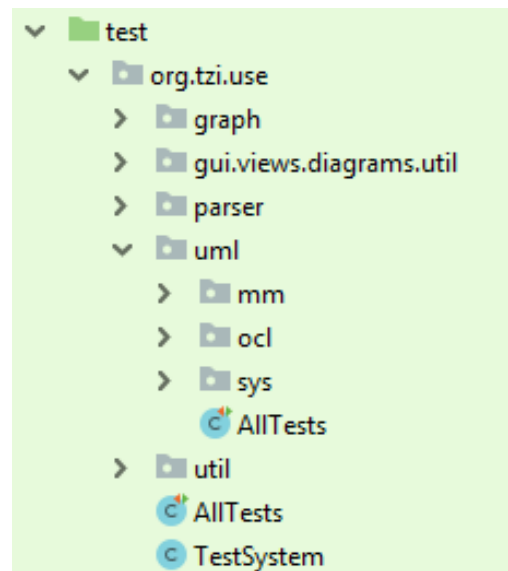 test
org.tzi.use
graph
gui.views.diagrams.util
parser
uml
mm
ocl
sys
AllTests
util
AllTests
TestSystem